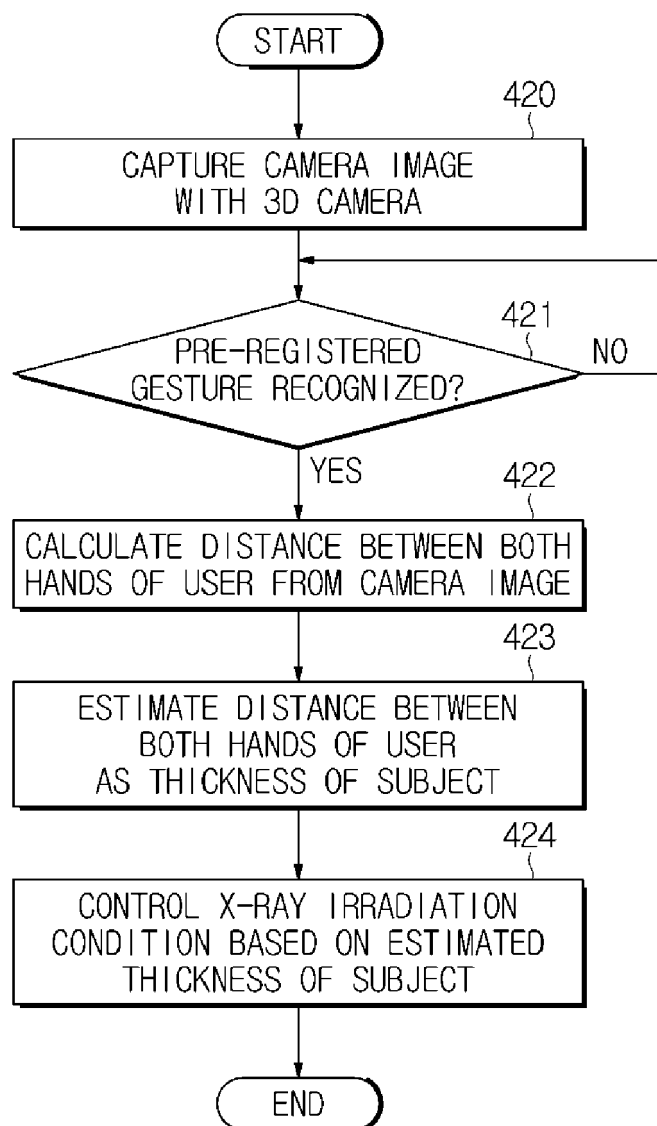 START
420
CAPTURE CAMERA IMAGE
WITH 3D CAMERA
421
PRE-REGISTERED
GESTURE RECOGNIZED?
NO
YES
422
CALCULATE DISTANCE BETWEEN BOTH
HANDS OF USER FROM CAMERA IMAGE
423
ESTIMATE DISTANCE BETWEEN
BOTH HANDS OF USER
AS THICKNESS OF SUBJECT
424
CONTROL X-RAY IRRADIATION
CONDITION BASED ON ESTIMATED
THICKNESS OF SUBJECT
END